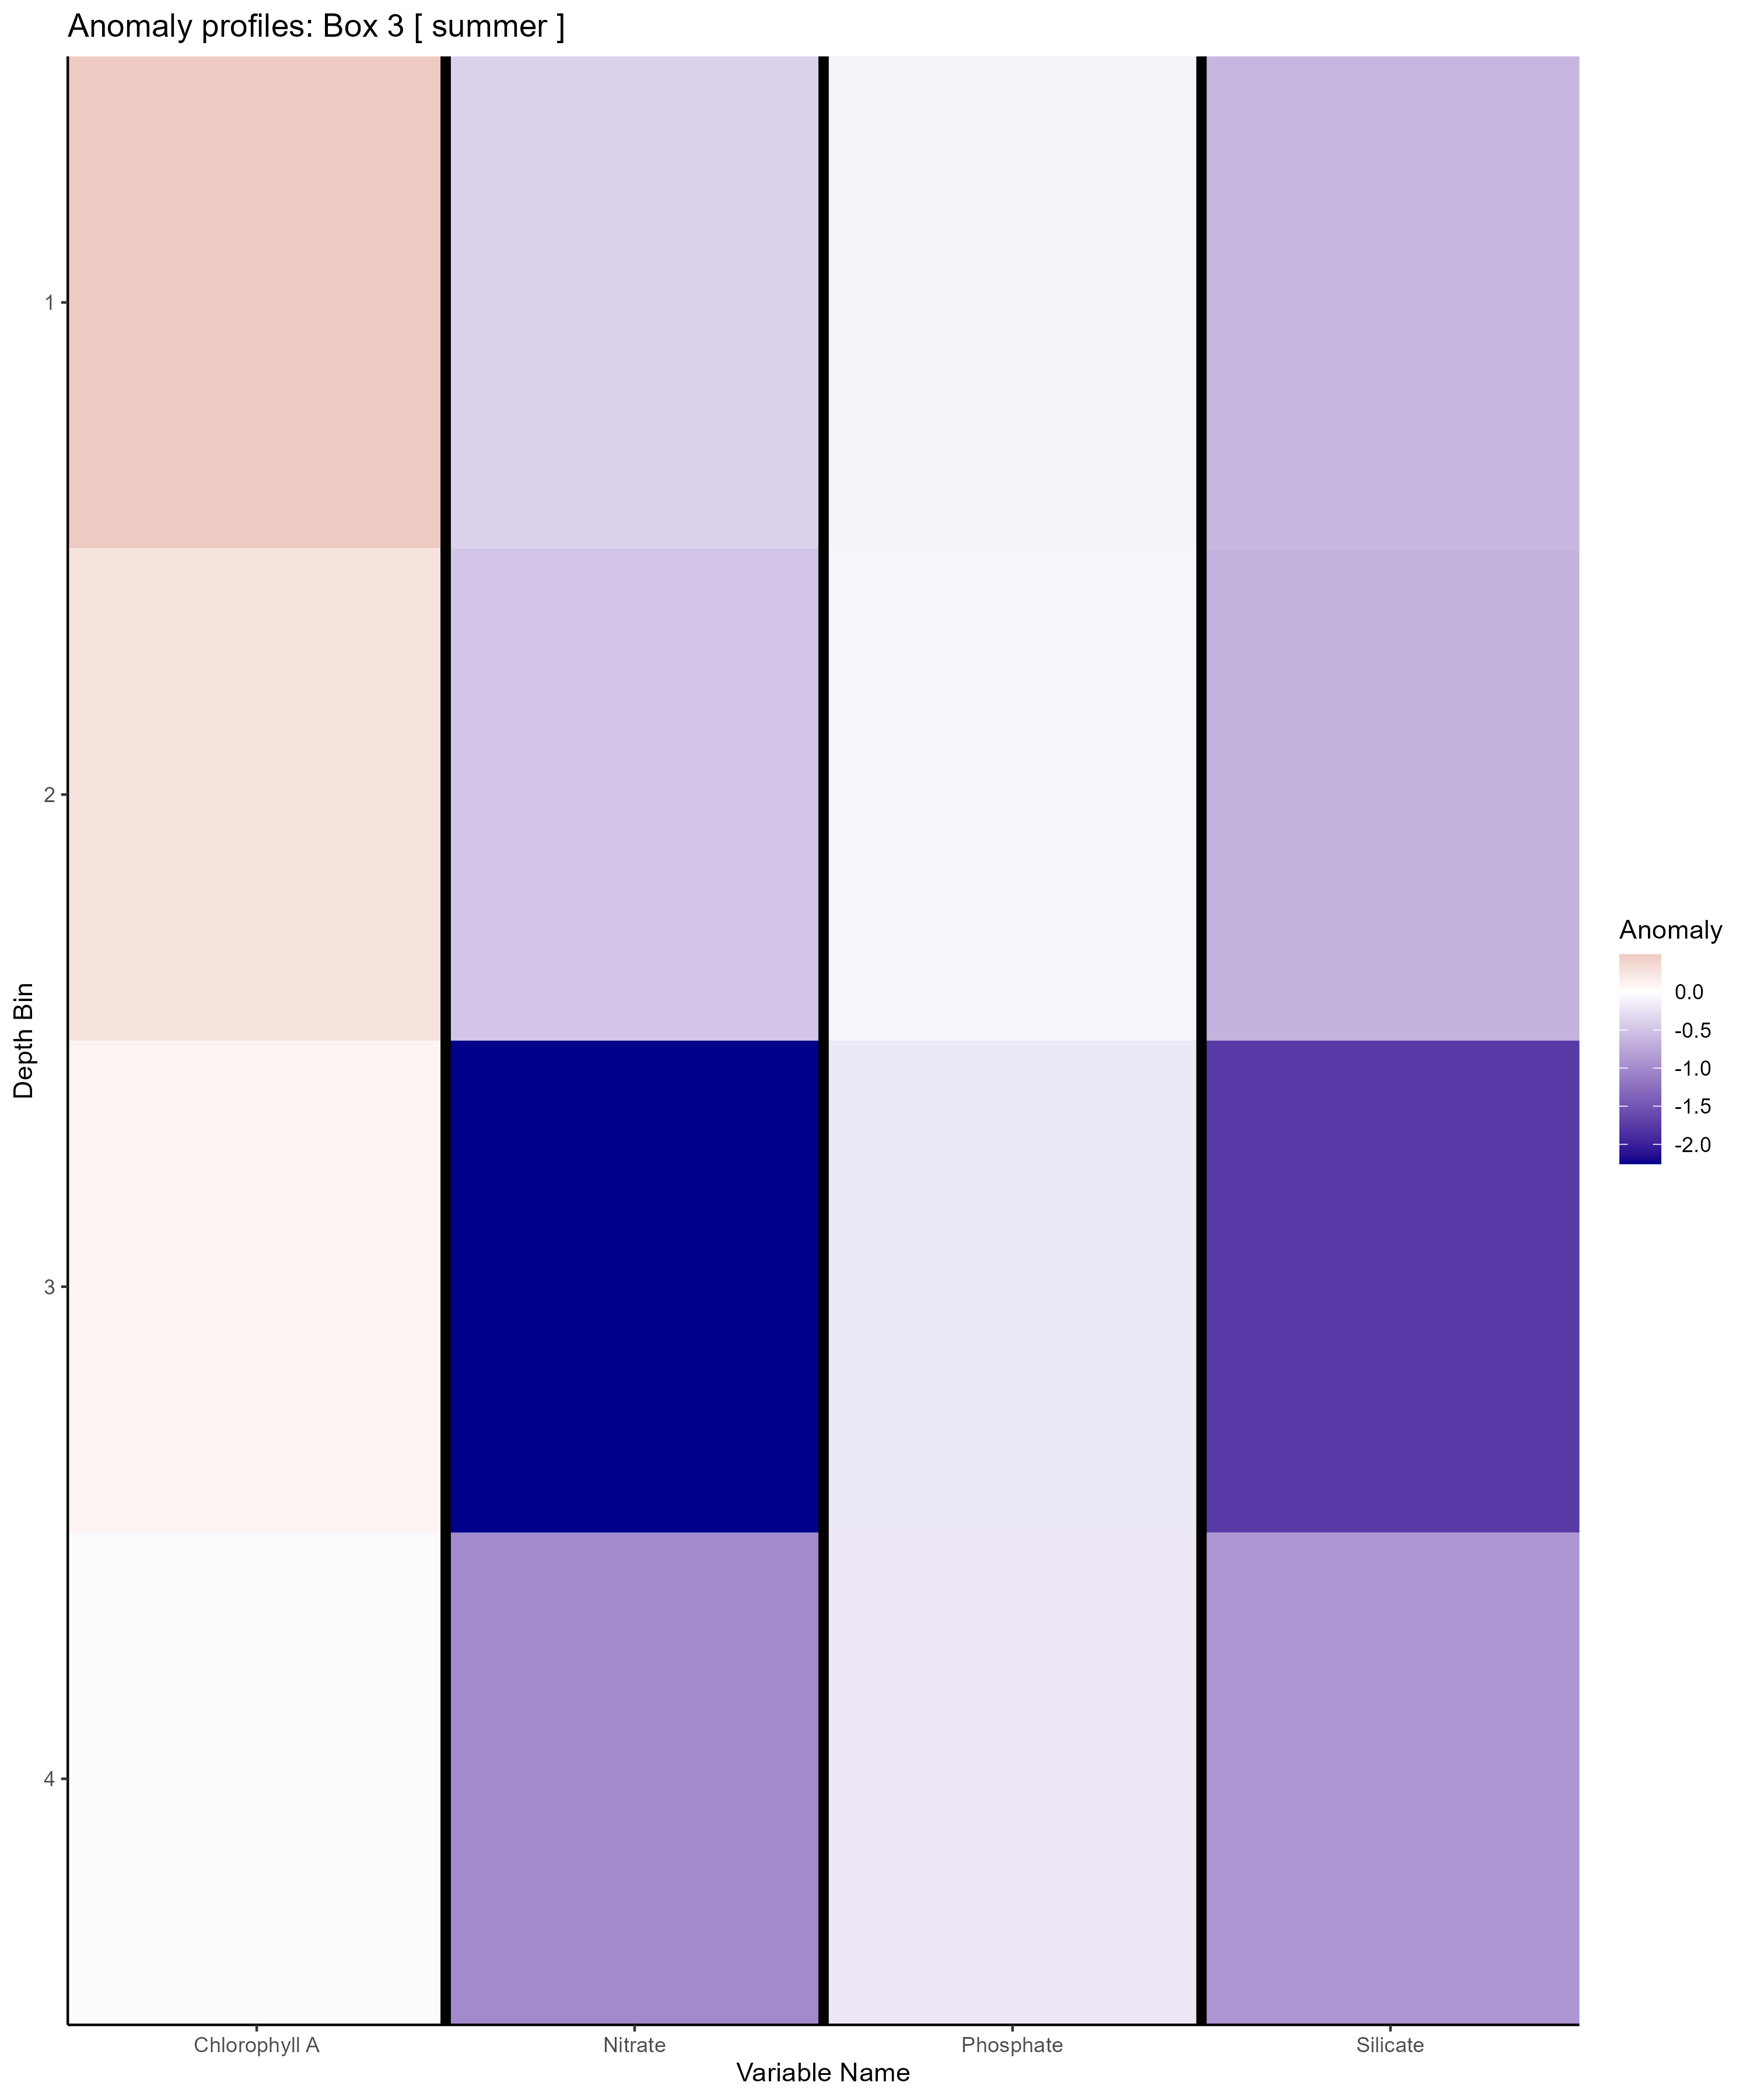 Anomaly profiles: Box 3 [ summer ]
1
2
3
4
Depth Bin
Chlorophyll A
Nitrate
Phosphate
Silicate
Variable Name
Anomaly
0.0
-0.5
-1.0
-1.5
-2.0